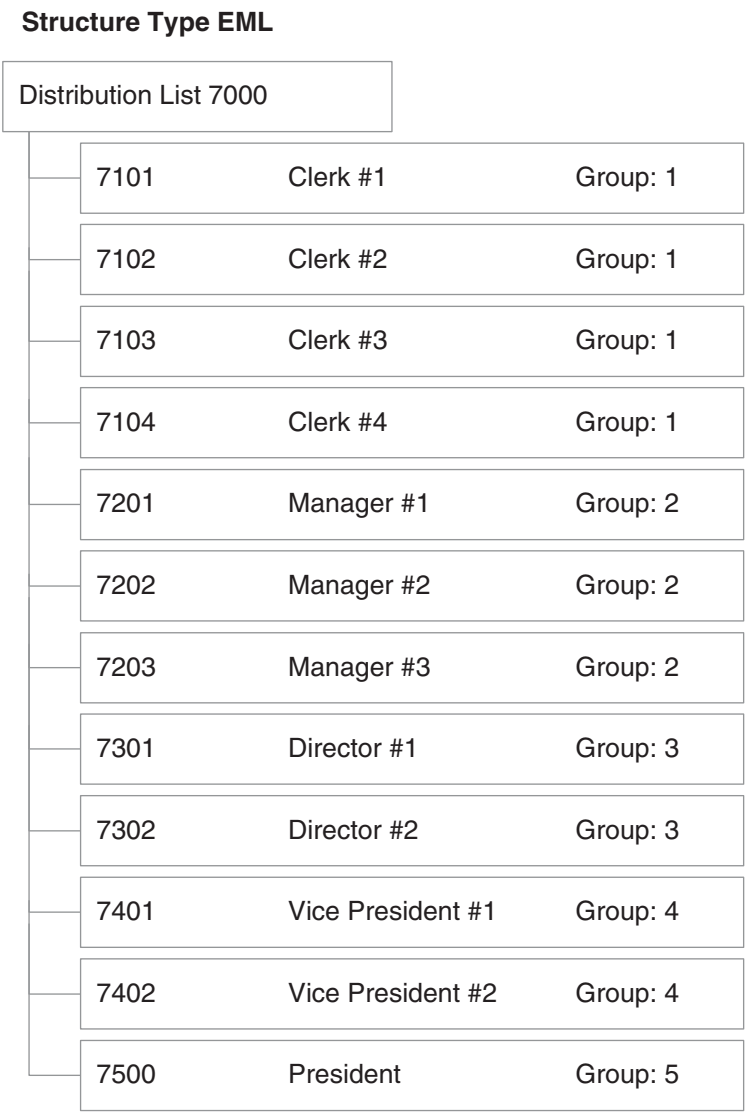 Structure Type EML
Distribution List 7000
7101 Clerk #1 Group: 1
7102 Clerk #2 Group: 1
7103 Clerk #3 Group: 1
7104 Clerk #4 Group: 1
7201 Manager #1 Group: 2
7202 Manager #2 Group: 2
7203 Manager #3 Group: 2
7301 Director #1 Group: 3
7302 Director #2 Group: 3
7401 Vice President #1 Group: 4
7402 Vice President #2 Group: 4
7500 President Group: 5